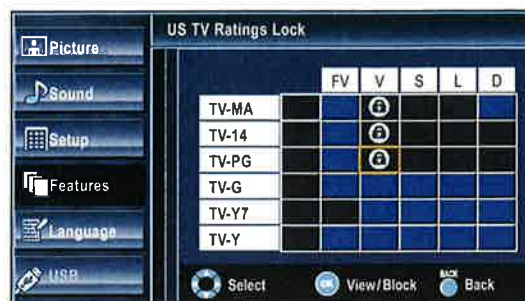 US TV Ratings Lock
Picture
Sound
Setup
Features
Language
USB
FV V S L D
TV-MA
TV-14
TV-PG
TV-G
TV-Y7
TV-Y
Select
OK View/Block
BACK Back